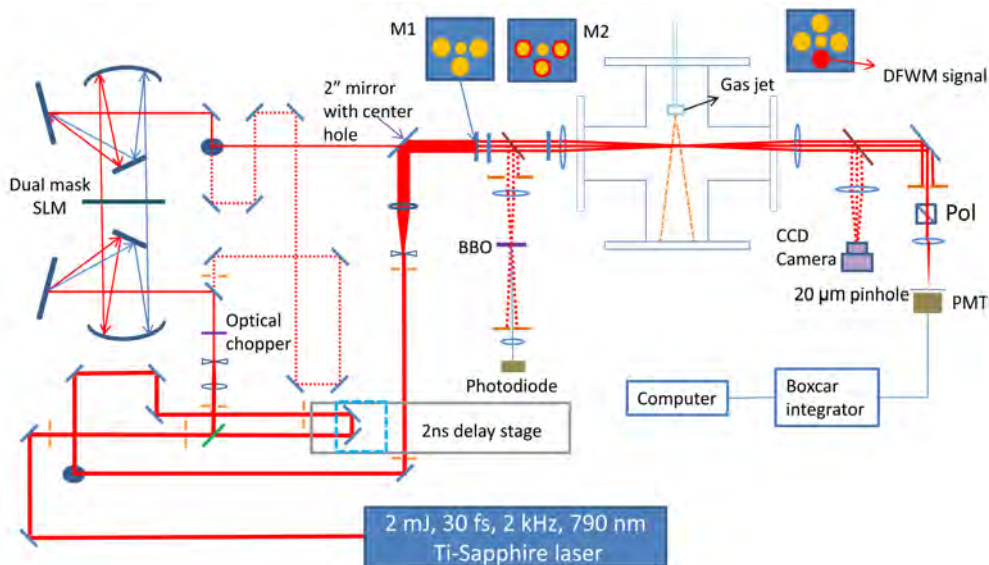 M1
M2
DFWM signal
2” mirror
with center
hole
Gas jet
Dual mask
SLM
BBO
Pol
CCD
Camera
20 µm pinhole
PMT
Optical
chopper
Photodiode
Computer
Boxcar
integrator
2ns delay stage
2 mJ, 30 fs, 2 kHz, 790 nm
Ti-Sapphire laser